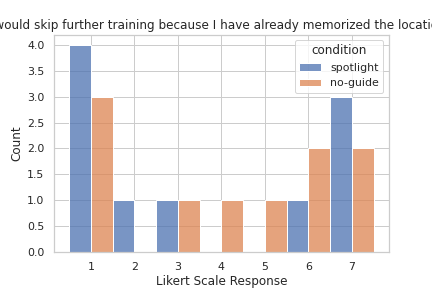 would skip further training because I have already memorized the locati
condition
spotlight
no-guide
4.0
3.5
3.0
2.5
2.0
1.5
1.0
0.5
0.0
Count
1 2 3 4 5 6 7
Likert Scale Response